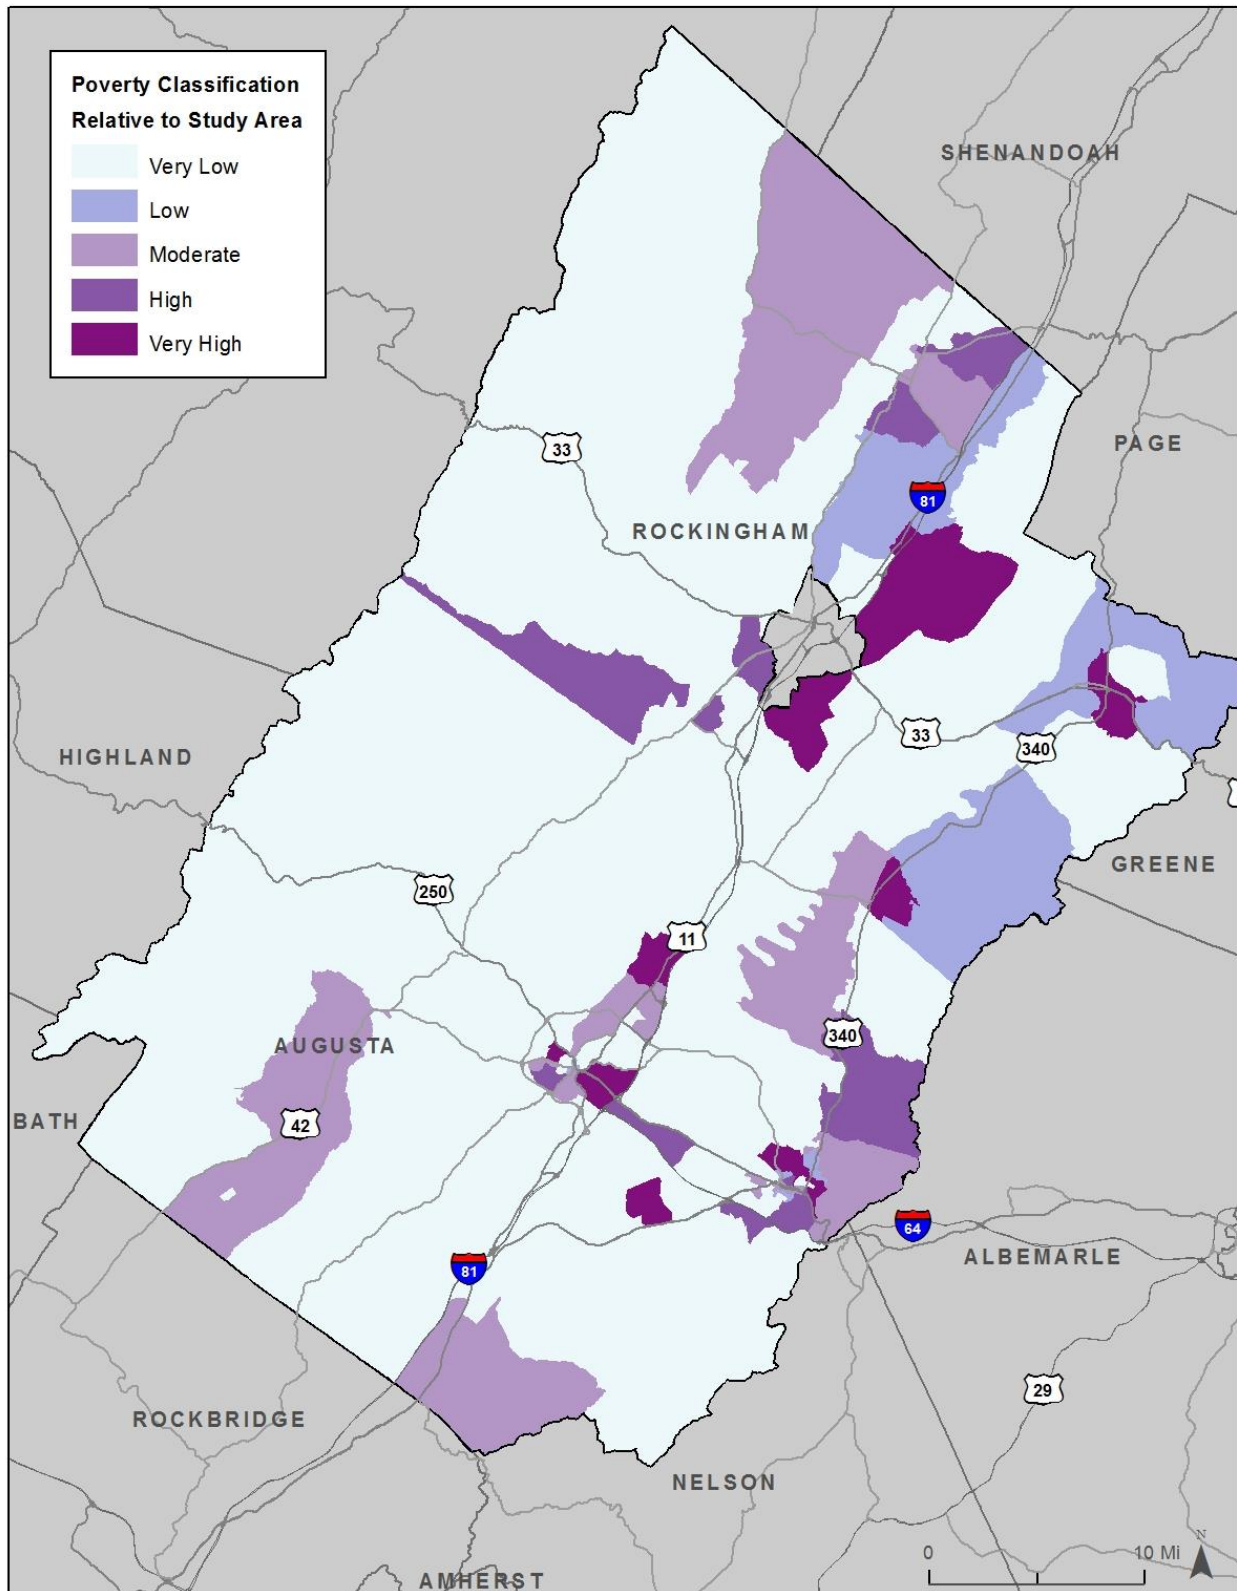 Poverty Classification
Relative to Study Area
Very Low
Low
Moderate
High
Very High
SHENANDOAH
PAGE
33
81
ROCKINGHAM
HIGHLAND
33
340
GREENE
250
11
340
AUGUSTA
BATH
42
64
ALBEMARLE
81
29
ROCKBRIDGE
NELSON
N
0
10 Mi
AMHERST